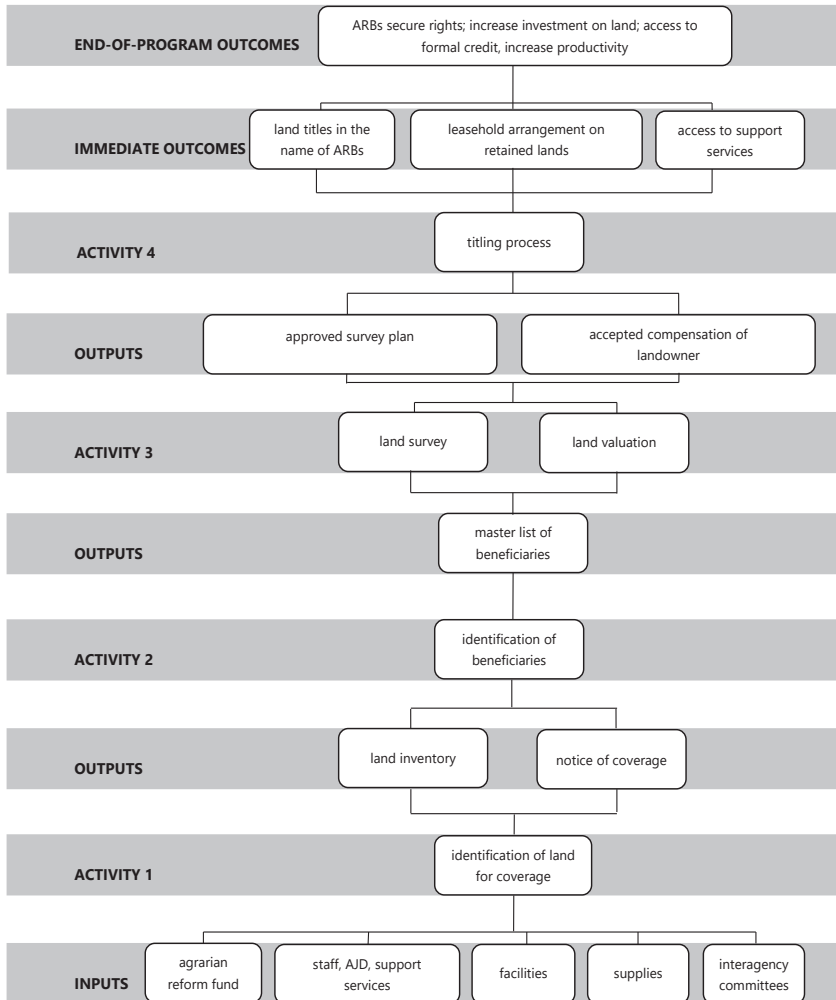 END-OF-PROGRAM OUTCOMES
ARBs secure rights; increase investment on land; access to
formal credit, increase productivity
IMMEDIATE OUTCOMES
land titles in the
name of ARBs
leasehold arrangement on
retained lands
access to support
services
ACTIVITY 4
titling process
OUTPUTS
approved survey plan
accepted compensation of
landowner
ACTIVITY 3
land survey
land valuation
OUTPUTS
master list of
beneficiaries
ACTIVITY 2
identification of
beneficiaries
OUTPUTS
land inventory
notice of coverage
ACTIVITY 1
identification of land
for coverage
INPUTS
agrarian
reform fund
staff, AJD, support
services
facilities
supplies
interagency
committees